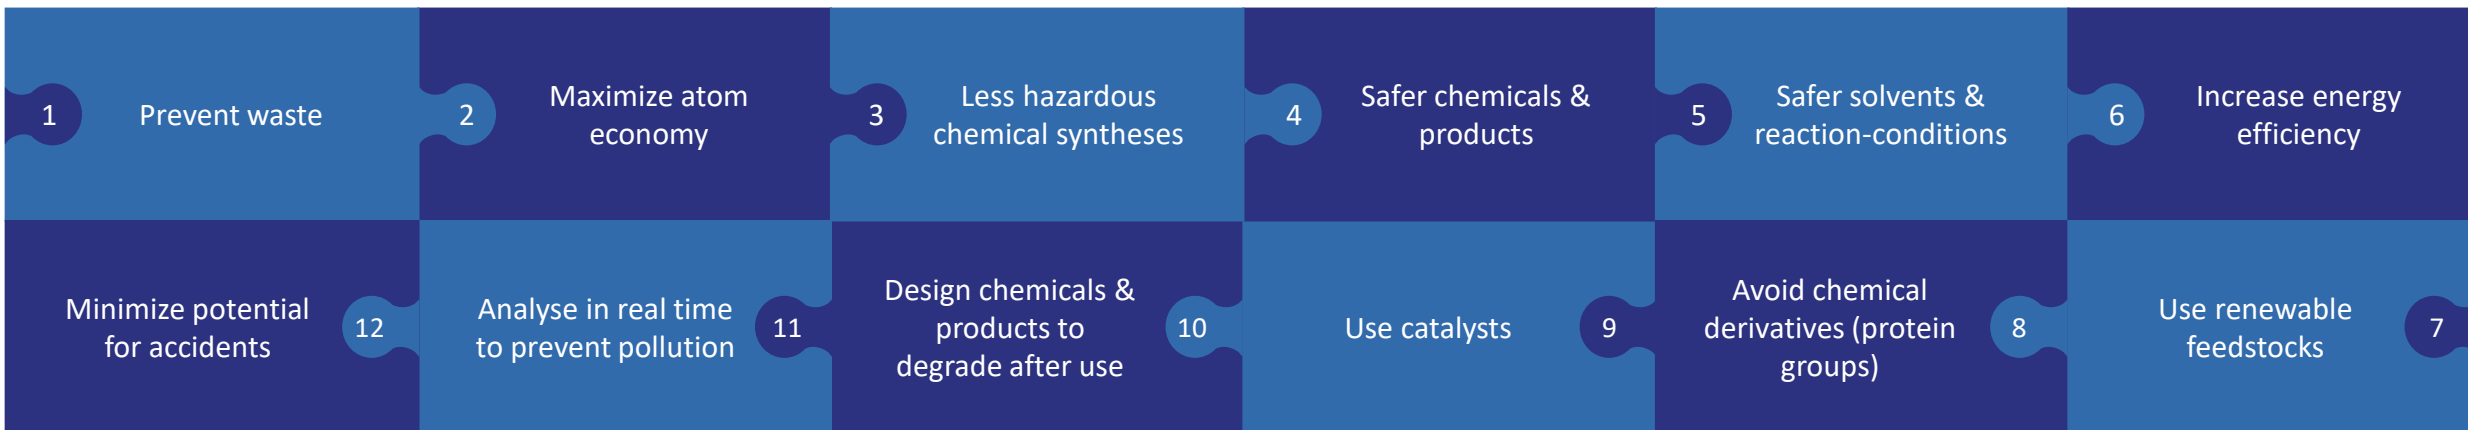 1
Prevent waste
2
Maximize atom
economy
3
Less hazardous
chemical syntheses
4
Safer chemicals &
products
5
Safer solvents &
reaction-conditions
6
Increase energy
efficiency
Minimize potential
for accidents
12
Analyse in real time
to prevent pollution
11
Design chemicals &
products to
degrade after use
10
Use catalysts
9
Avoid chemical
derivatives (protein
groups)
8
Use renewable
feedstocks
7